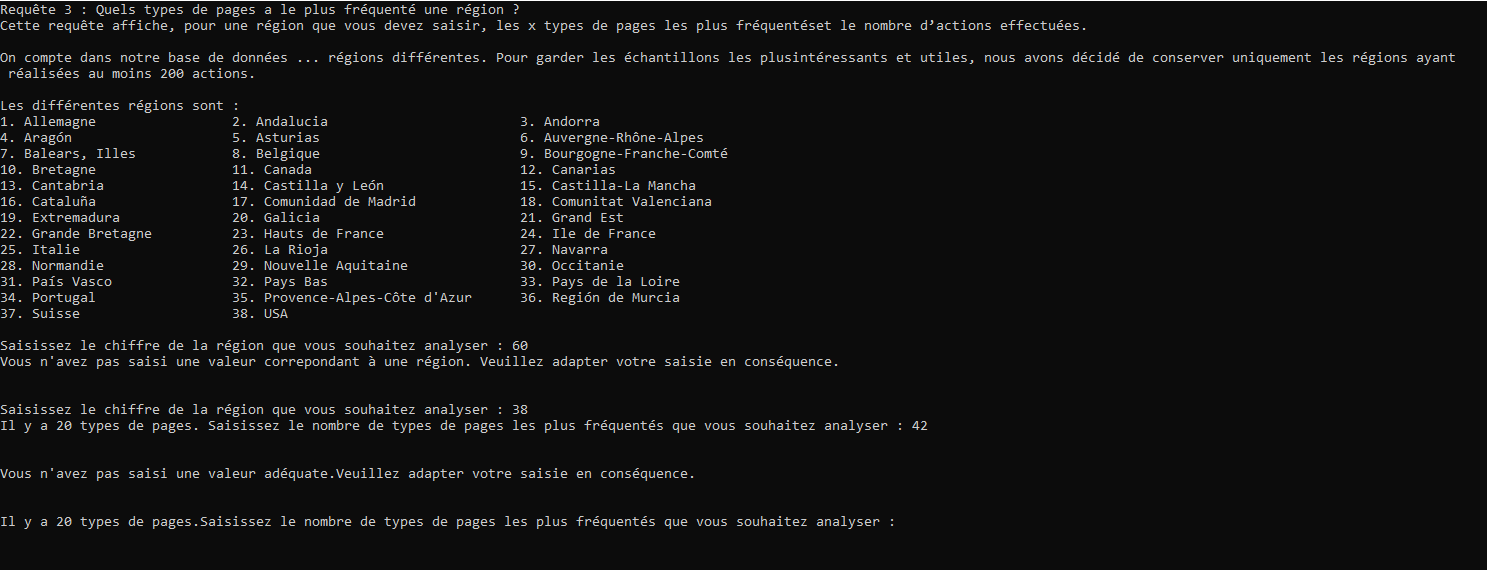 Requête 3 : Quels types de pages a le plus fréquenté une région ?
Cette requête affiche, pour une région que vous devez saisir, les x types de pages les plus fréquentéset le nombre d’actions effectuées.
On compte dans notre base de données ... régions différentes. Pour garder les échantillons les plusintéressants et utiles, nous avons décidé de conserver uniquement les régions ayant
réalisées au moins 200 actions.
Les différentes régions sont :
1. Allemagne 2. Andalucia 3. Andorra
4. Aragón 5. Asturias 6. Auvergne-Rhône-Alpes
7. Balears, Illes 8. Belgique 9. Bourgogne-Franche-Comté
10. Bretagne 11. Canada 12. Canarias
13. Cantabria 14. Castilla y León 15. Castilla-La Mancha
16. Cataluña 17. Comunidad de Madrid 18. Comunitat Valenciana
19. Extremadura 20. Galicia 21. Grand Est
22. Grande Bretagne 23. Hauts de France 24. Ile de France
25. Italie 26. La Rioja 27. Navarra
28. Normandie 29. Nouvelle Aquitaine 30. Occitanie
31. País Vasco 32. Pays Bas 33. Pays de la Loire
34. Portugal 35. Provence-Alpes-Côte d'Azur 36. Región de Murcia
37. Suisse 38. USA
Saisissez le chiffre de la région que vous souhaitez analyser : 60
Vous n'avez pas saisi une valeur correpondant à une région. Veuillez adapter votre saisie en conséquence.
Saisissez le chiffre de la région que vous souhaitez analyser : 38
Il y a 20 types de pages. Saisissez le nombre de types de pages les plus fréquentés que vous souhaitez analyser : 42
Vous n'avez pas saisi une valeur adéquate.Veuillez adapter votre saisie en conséquence.
Il y a 20 types de pages.Saisissez le nombre de types de pages les plus fréquentés que vous souhaitez analyser :